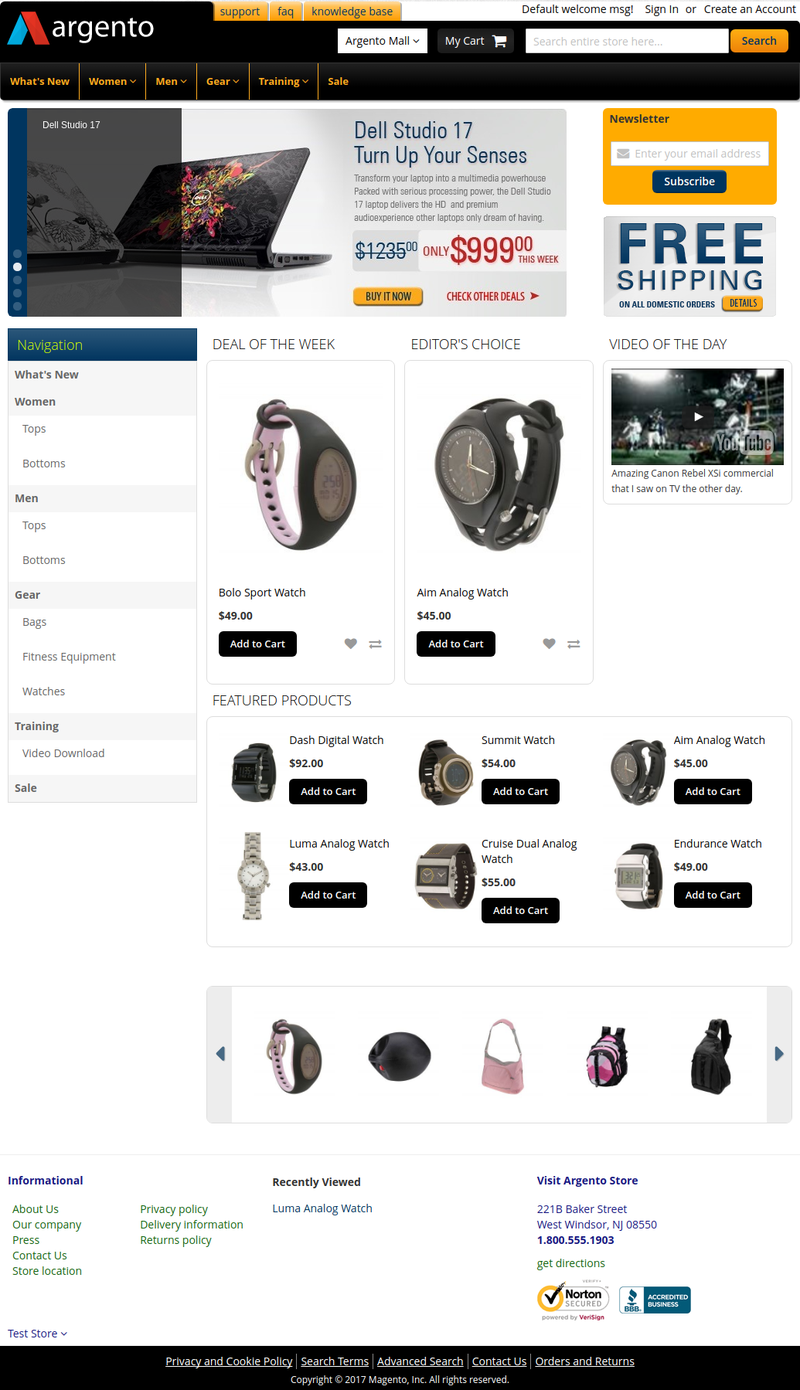 support
faq
knowledge base
Default welcome msg!
Sign In or Create an Account
argento
Argento Mall
My Cart
Search entire store here...
Search
What's New
Women
Men
Gear
Training
Sale
Dell Studio 17
Dell Studio 17
Turn Up Your Senses
Transform your laptop into a multimedia powerhouse
Packed with serious processing power, the Dell Studio
17 laptop delivers the HD and premium
audioexperience other laptops only dream of having.
$1235.00 ONLY $999.00 THIS WEEK
BUY IT NOW
CHECK OTHER DEALS
Newsletter
Enter your email address
Subscribe
FREE
SHIPPING
ON ALL DOMESTIC ORDERS
DETAILS
Navigation
What's New
Women
Tops
Bottoms
Men
Tops
Bottoms
Gear
Bags
Fitness Equipment
Watches
Training
Video Download
Sale
DEAL OF THE WEEK
Bolo Sport Watch
$49.00
Add to Cart
EDITOR'S CHOICE
Aim Analog Watch
$45.00
Add to Cart
VIDEO OF THE DAY
YouTube
Amazing Canon Rebel XSi commercial
that I saw on TV the other day.
FEATURED PRODUCTS
Dash Digital Watch
$92.00
Add to Cart
Summit Watch
$54.00
Add to Cart
Aim Analog Watch
$45.00
Add to Cart
Luma Analog Watch
$43.00
Add to Cart
Cruise Dual Analog
Watch
$55.00
Add to Cart
Endurance Watch
$49.00
Add to Cart
Informational
About Us
Our company
Press
Contact Us
Store location
Privacy policy
Delivery information
Returns policy
Recently Viewed
Luma Analog Watch
Visit Argento Store
221B Baker Street
West Windsor, NJ 08550
1.800.555.1903
get directions
VERIFY
Norton
SECURED
powered by VeriSign
BBB.
ACCREDITED
BUSINESS
Test Store
Privacy and Cookie Policy
Search Terms
Advanced Search
Contact Us
Orders and Returns
Copyright © 2017 Magento, Inc. All rights reserved.